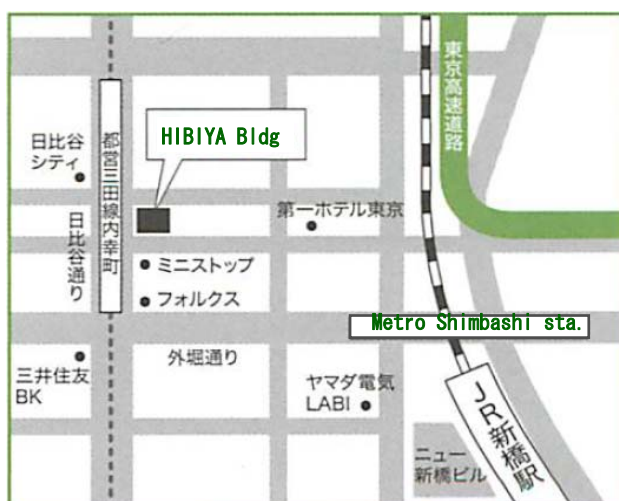 東京高速道路
HIBIYA Bldg
日比谷
シティ
都営三田線内幸町
第一ホテル東京
日比谷通り
ミニストップ
フォルクス
Metro Shimbashi sta.
外堀通り
三井住友
BK
ヤマダ電気
LABI
JR新橋駅
ニュー
新橋ビル